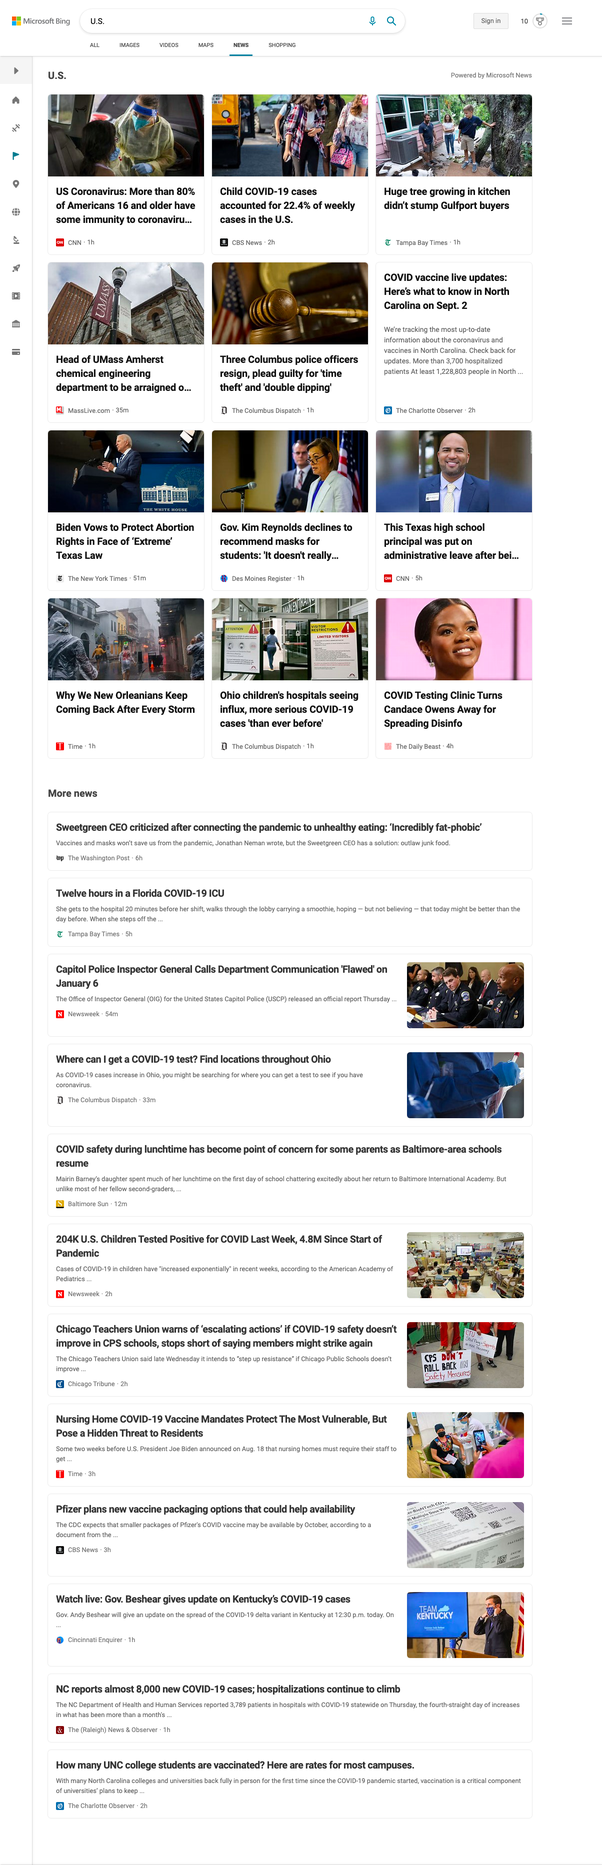 Microsoft Bing
U.S.
Sign in
10
ALL
IMAGES
VIDEOS
MAPS
NEWS
SHOPPING
U.S.
Powered by Microsoft News
US Coronavirus: More than 80%
of Americans 16 and older have
some immunity to coronaviru...
CNN · 1h
Child COVID-19 cases
accounted for 22.4% of weekly
cases in the U.S.
CBS News · 2h
Huge tree growing in kitchen
didn't stump Gulfport buyers
Tampa Bay Times · 1h
UMASS
Head of UMass Amherst
chemical engineering
department to be arraigned o...
MassLive.com · 35m
Three Columbus police officers
resign, plead guilty for 'time
theft' and 'double dipping'
The Columbus Dispatch · 1h
COVID vaccine live updates:
Here's what to know in North
Carolina on Sept. 2
We're tracking the most up-to-date
information about the coronavirus and
vaccines in North Carolina. Check back for
updates. More than 3,700 hospitalized
patients At least 1,228,803 people in North ...
The Charlotte Observer · 2h
THE WHITE HOUSE
Biden Vows to Protect Abortion
Rights in Face of 'Extreme'
Texas Law
The New York Times · 51m
Gov. Kim Reynolds declines to
recommend masks for
students: 'It doesn't really...
Des Moines Register · 1h
This Texas high school
principal was put on
administrative leave after bei...
CNN · 5h
Why We New Orleanians Keep
Coming Back After Every Storm
Time · 1h
VISITOR
RESTRICTIONS
LIMITED VISITORS
Ohio children's hospitals seeing
influx, more serious COVID-19
cases 'than ever before'
The Columbus Dispatch · 1h
COVID Testing Clinic Turns
Candace Owens Away for
Spreading Disinfo
The Daily Beast · 4h
More news
Sweetgreen CEO criticized after connecting the pandemic to unhealthy eating: 'Incredibly fat-phobic'
Vaccines and masks won't save us from the pandemic, Jonathan Neman wrote, but the Sweetgreen CEO has a solution: outlaw junk food.
The Washington Post · 6h
Twelve hours in a Florida COVID-19 ICU
She gets to the hospital 20 minutes before her shift, walks through the lobby carrying a smoothie, hoping — but not believing — that today might be better than the
day before. When she steps off the ...
Tampa Bay Times · 5h
Capitol Police Inspector General Calls Department Communication 'Flawed' on
January 6
The Office of Inspector General (OIG) for the United States Capitol Police (USCP) released an official report Thursday ...
Newsweek · 54m
Where can I get a COVID-19 test? Find locations throughout Ohio
As COVID-19 cases increase in Ohio, you might be searching for where you can get a test to see if you have
coronavirus.
The Columbus Dispatch · 33m
COVID safety during lunchtime has become point of concern for some parents as Baltimore-area schools
resume
Mairin Barney's daughter spent much of her lunchtime on the first day of school chattering excitedly about her return to Baltimore International Academy. But
unlike most of her fellow second-graders, ...
Baltimore Sun · 12m
204K U.S. Children Tested Positive for COVID Last Week, 4.8M Since Start of
Pandemic
Cases of COVID-19 in children have "increased exponentially" in recent weeks, according to the American Academy of
Pediatrics ...
Newsweek · 2h
Chicago Teachers Union warns of 'escalating actions' if COVID-19 safety doesn't
improve in CPS schools, stops short of saying members might strike again
The Chicago Teachers Union said late Wednesday it intends to "step up resistance" if Chicago Public Schools doesn't
improve ...
Chicago Tribune · 2h
CPS DON'T
ROLL BACK
Safety Measures
Nursing Home COVID-19 Vaccine Mandates Protect The Most Vulnerable, But
Pose a Hidden Threat to Residents
Some two weeks before U.S. President Joe Biden announced on Aug. 18 that nursing homes must require their staff to
get ...
Time · 3h
Pfizer plans new vaccine packaging options that could help availability
The CDC expects that smaller packages of Pfizer's COVID vaccine may be available by October, according to a
document from the ...
CBS News · 3h
Watch live: Gov. Beshear gives update on Kentucky's COVID-19 cases
Gov. Andy Beshear will give an update on the spread of the COVID-19 delta variant in Kentucky at 12:30 p.m. today. On
...
Cincinnati Enquirer · 1h
TEAM
KENTUCKY
NC reports almost 8,000 new COVID-19 cases; hospitalizations continue to climb
The NC Department of Health and Human Services reported 3,789 patients in hospitals with COVID-19 statewide on Thursday, the fourth-straight day of increases
in what has been more than a month's ...
The (Raleigh) News & Observer · 1h
How many UNC college students are vaccinated? Here are rates for most campuses.
With many North Carolina colleges and universities back fully in person for the first time since the COVID-19 pandemic started, vaccination is a critical component
of universities' plans to keep ...
The Charlotte Observer · 2h